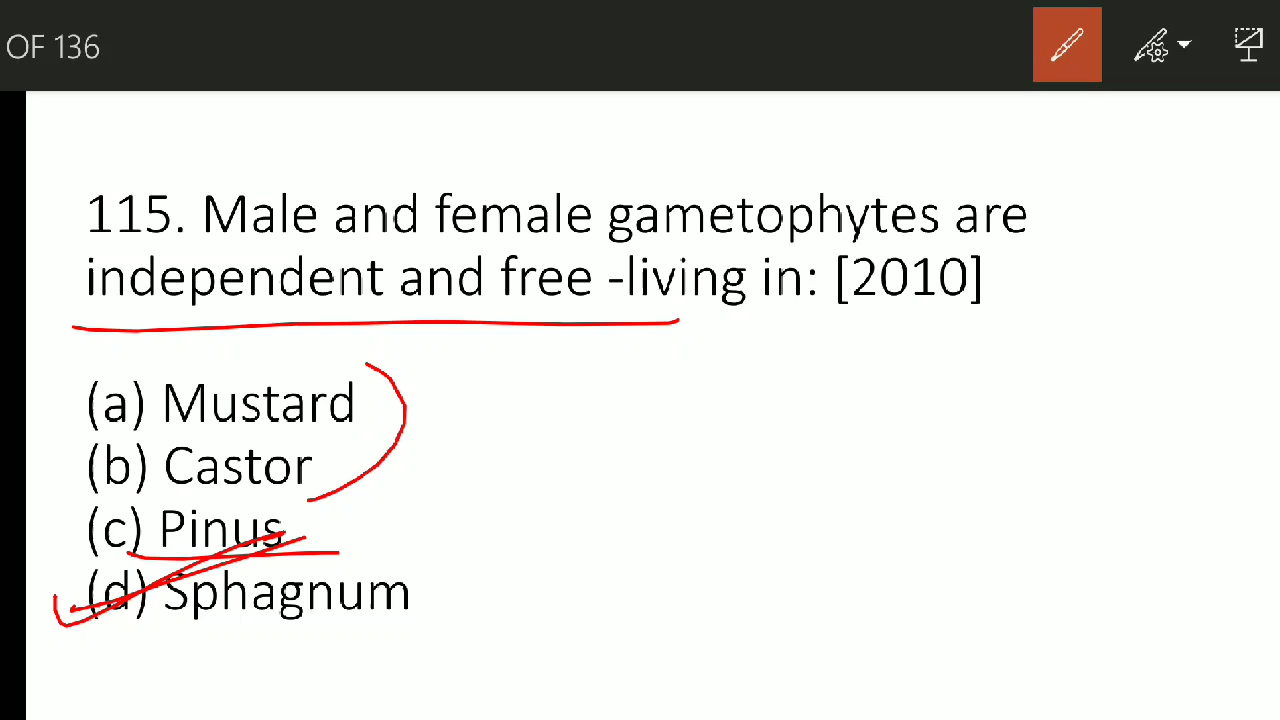 OF 136
115. Male and female gametophytes are
independent and free -living in: [2010]
(a) Mustard
(b) Castor
(c) Pinus
(d) Sphagnum